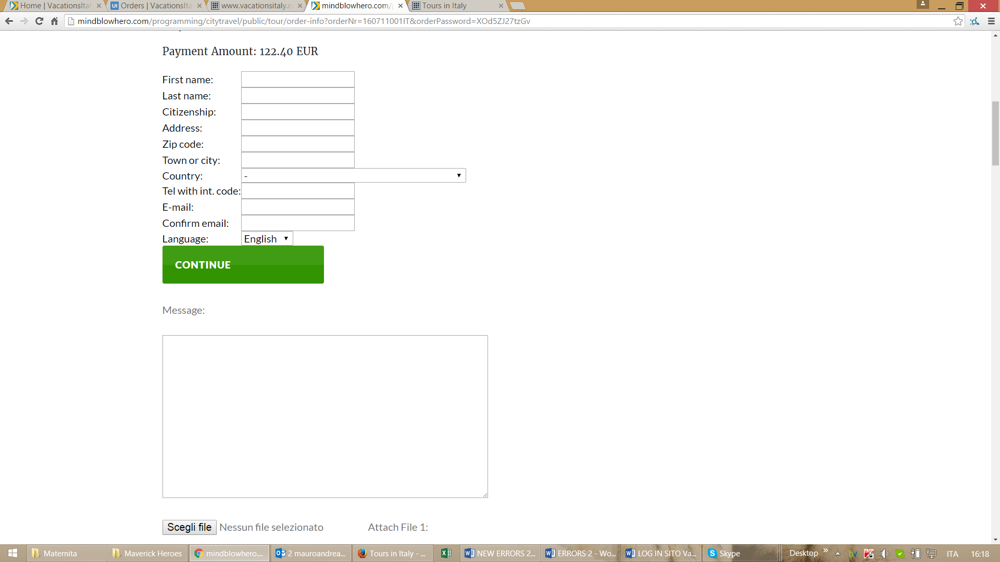 Home | VacationsItal
Orders | VacationsIta
www.vacationsitaly.c
mindblowhero.com/
Tours in Italy
mindblowhero.com/programming/citytravel/public/tour/order-info?orderNr=160711001IT&orderPassword=XOd5ZJ27tzGv
Payment Amount: 122.40 EUR
First name:
Last name:
Citizenship:
Address:
Zip code:
Town or city:
Country: -
Tel with int. code:
E-mail:
Confirm email:
Language: English
CONTINUE
Message:
Scegli file Nessun file selezionato Attach File 1:
Maternita
Maverick Heroes
mindblowhero....
2 mauroandrea...
Tours in Italy - ...
NEW ERRORS 2...
ERRORS 2 - Wo...
LOG IN SITO Va...
Skype
Desktop
ITA
16:18